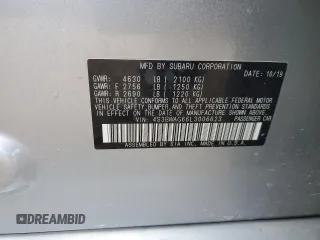 MFD BY SUBARU CORPORATION
GVWR: 4630 LB ( 2100 KG) DATE: 10/19
GAWR: F 2756 LB ( 1250 KG)
GAWR: R 2690 LB ( 1220 KG)
THIS VEHICLE CONFORMS TO ALL APPLICABLE FEDERAL MOTOR
VEHICLE SAFETY, BUMPER, AND THEFT PREVENTION STANDARDS
IN EFFECT ON THE DATE OF MANUFACTURE SHOWN ABOVE.
VIN: 4S3BWAG66L3006623 PASSENGER CAR
ASSEMBLED BY SIA INC. MADE IN U.S.A.
DREAMBID